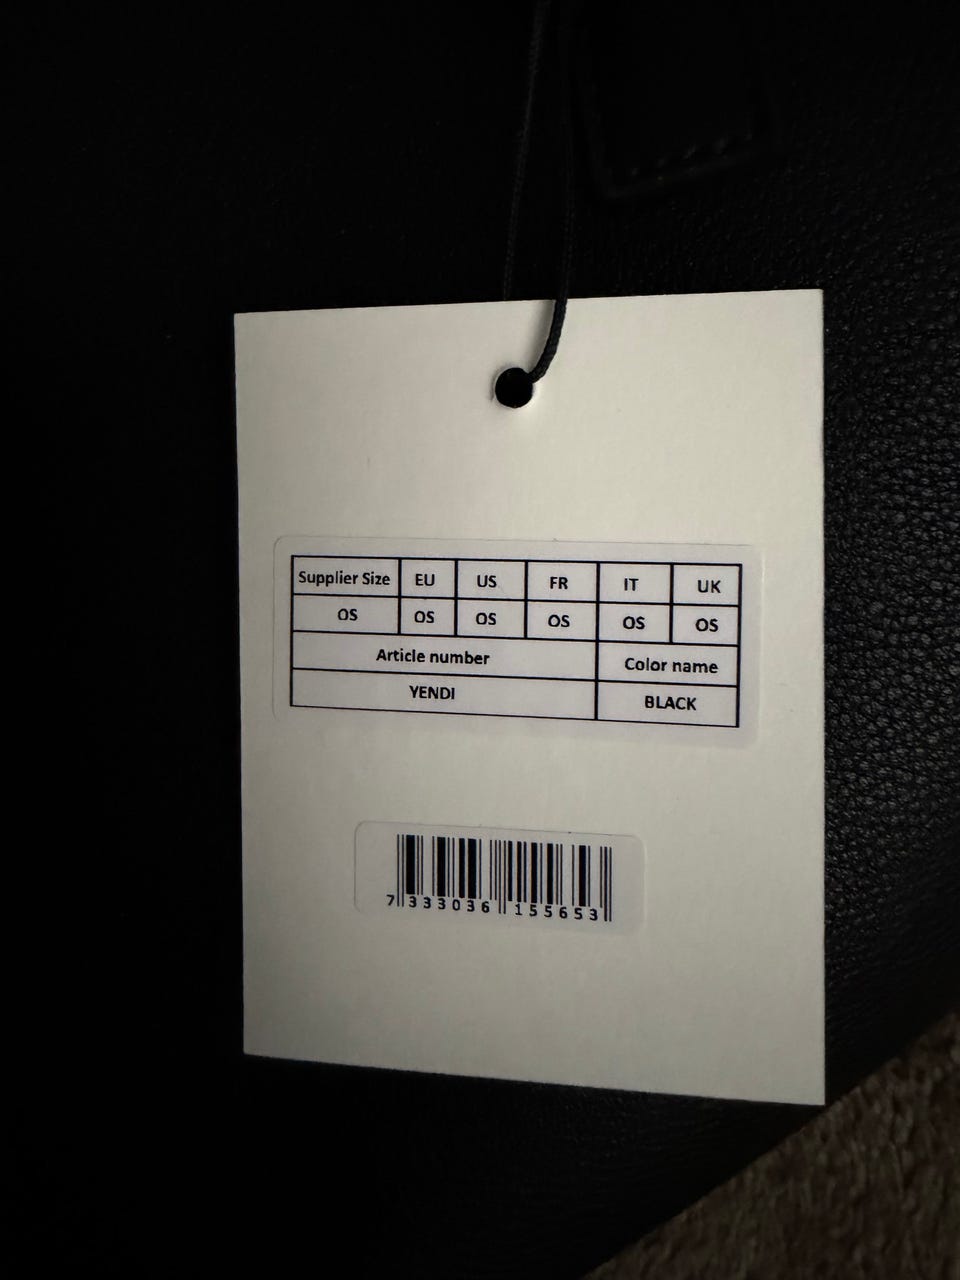 Supplier Size EU US FR IT UK
OS OS OS OS OS OS
Article number Color name
YENDI BLACK
7 333036 155653